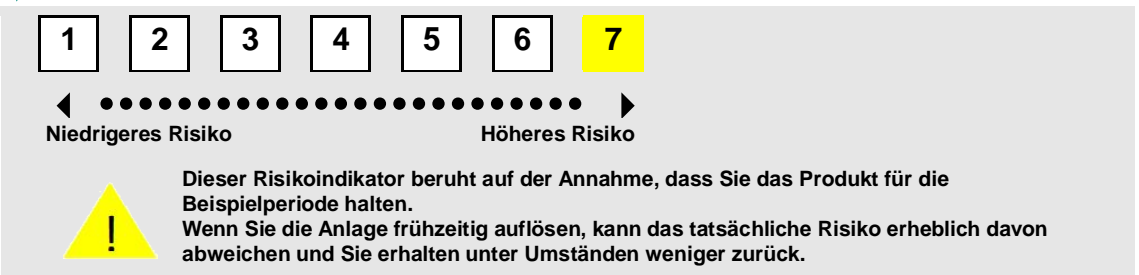 1 2 3 4 5 6 7
Niedrigeres Risiko Höheres Risiko
!
Dieser Risikoindikator beruht auf der Annahme, dass Sie das Produkt für die
Beispielperiode halten.
Wenn Sie die Anlage frühzeitig auflösen, kann das tatsächliche Risiko erheblich davon
abweichen und Sie erhalten unter Umständen weniger zurück.